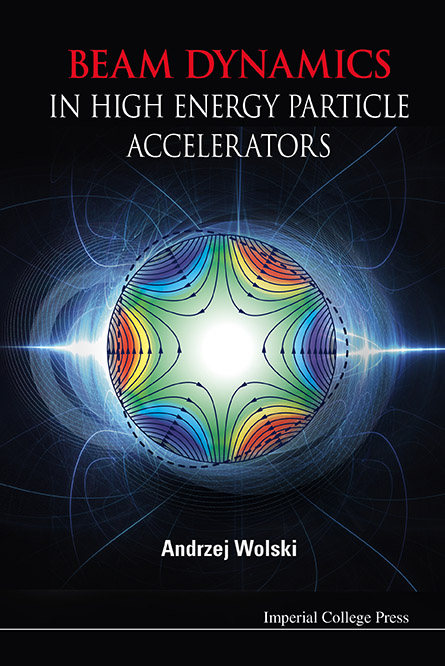 BEAM DYNAMICS
IN HIGH ENERGY PARTICLE
ACCELERATORS
Andrzej Wolski
Imperial College Press